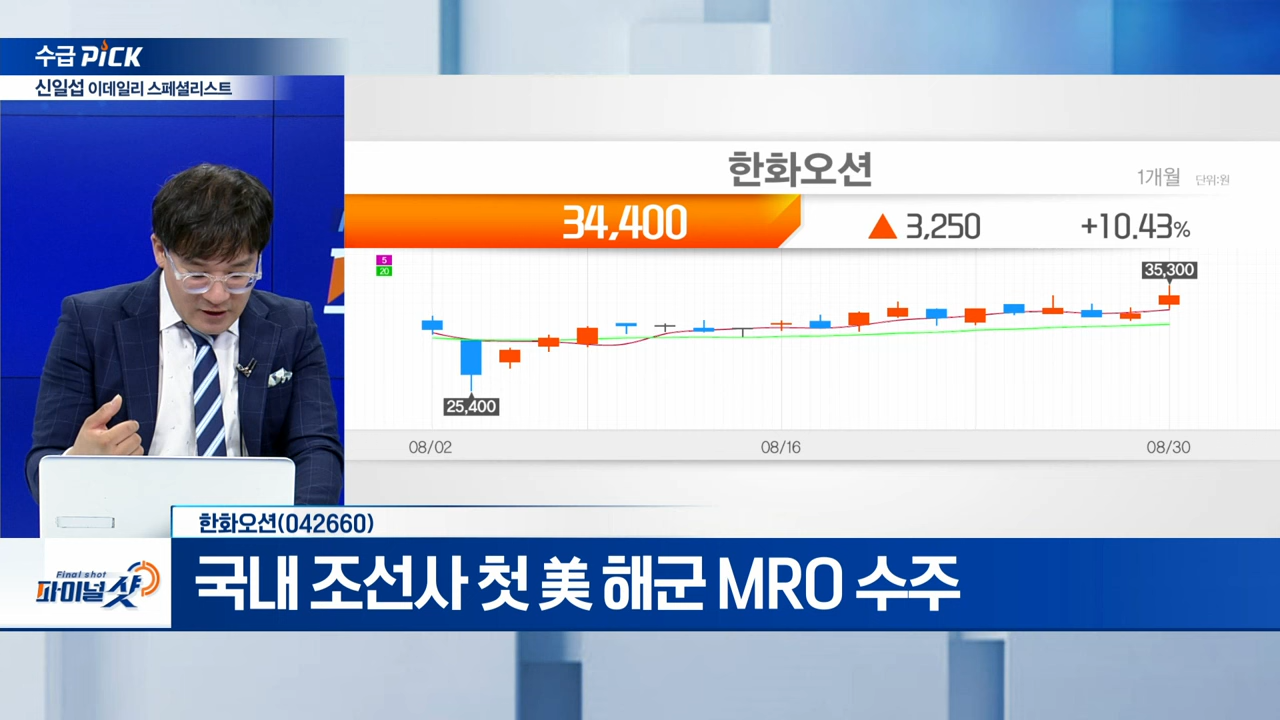 수급 PiCK
신일섭 이데일리 스페셜리스트
한화오션
1개월 단위:원
34,400 ▲ 3,250 +10.43%
5
20
35,300
25,400
08/02 08/16 08/30
한화오션(042660)
Final shot
파이널샷
국내 조선사 첫 美 해군 MRO 수주